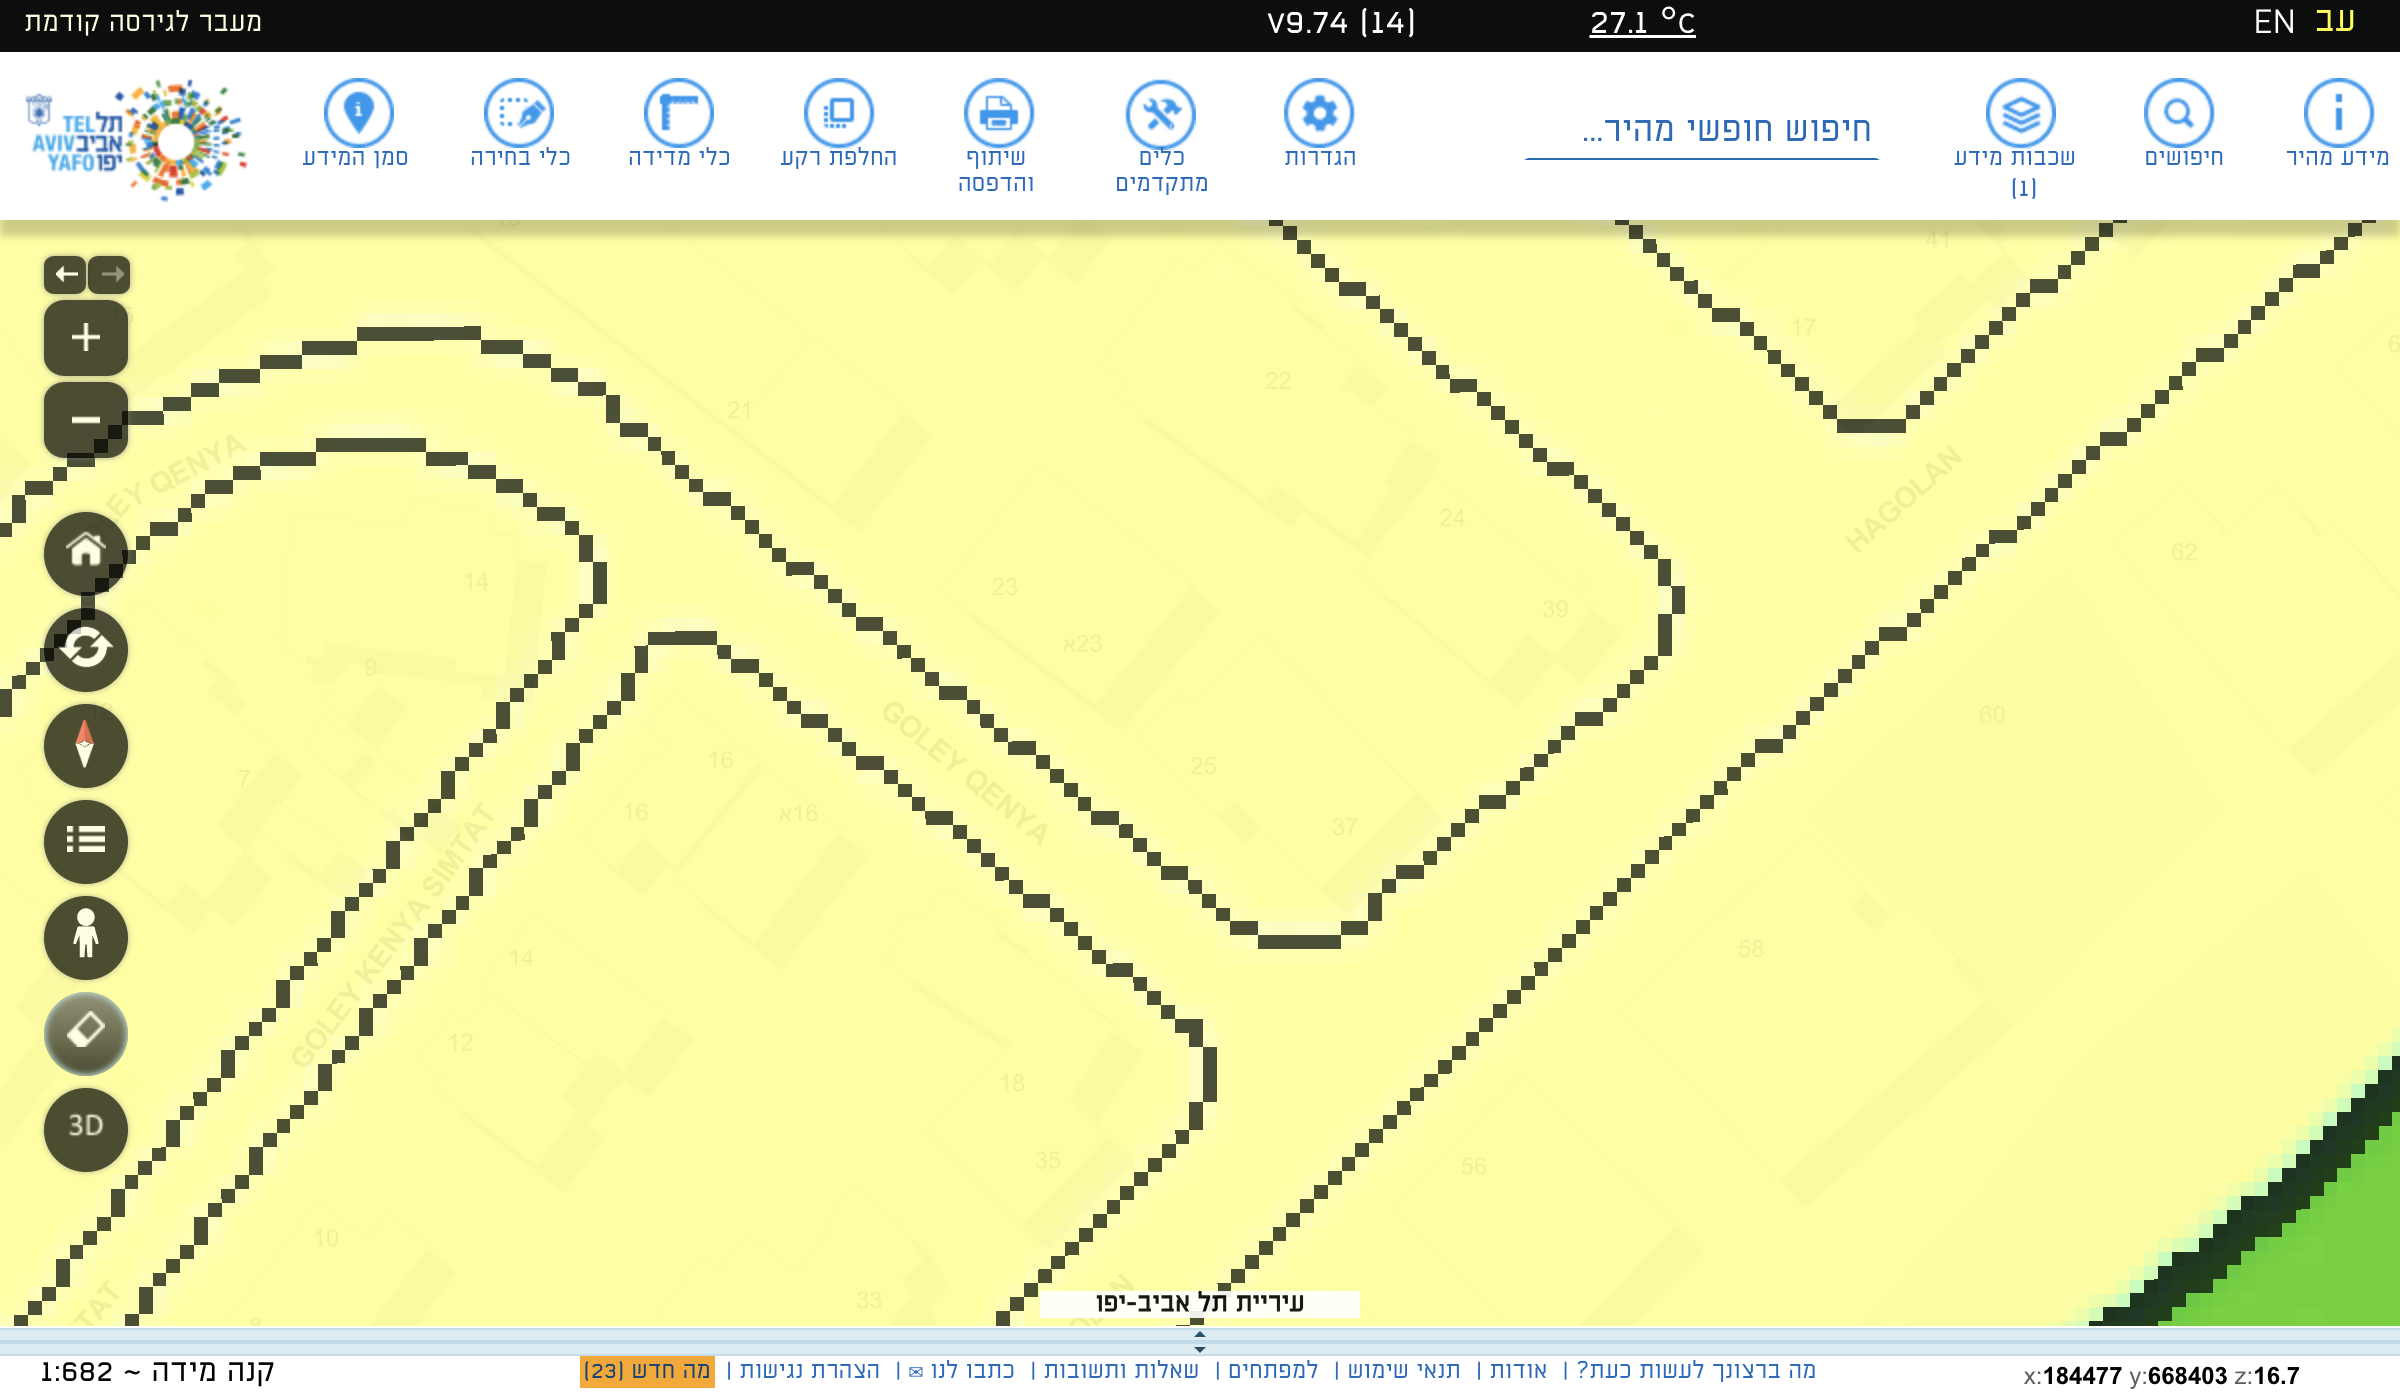 מעבר לגירסה קודמת
V9.74 (14)
27.1 °C
EN עב
תל אביב יפו
TEL AVIV YAFO
סמן המידע
כלי בחירה
כלי מדידה
החלפת רקע
שיתוף והדפסה
כלים מתקדמים
הגדרות
חיפוש חופשי מהיר...
שכבות מידע (1)
חיפושים
מידע מהיר
41
17
22
21
GOLEY QENYA
HAGOLAN
24
62
14
23
39
א23
9
60
GOLEY QENYA
16
25
7
16
א16
37
GOLEY KENYA SIMTAT
58
14
12
18
35
56
10
33
8
3D
עיריית תל אביב-יפו
קנה מידה ~ 1:682
מה ברצונך לעשות כעת? | אודות | תנאי שימוש | למפתחים | שאלות ותשובות | כתבו לנו ✉ | הצהרת נגישות | מה חדש (23)
x:184477 y:668403 z:16.7